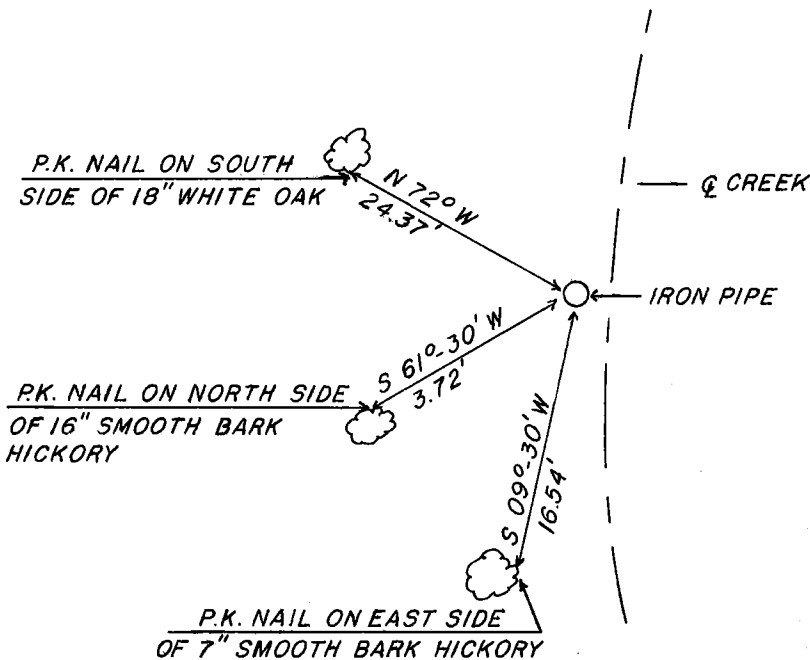 P.K. NAIL ON SOUTH
SIDE OF 18" WHITE OAK
N 72° W
24.37'
℄ CREEK
IRON PIPE
S 61°-30' W
3.72'
P.K. NAIL ON NORTH SIDE
OF 16" SMOOTH BARK
HICKORY
S 09°-30' W
16.54'
P.K. NAIL ON EAST SIDE
OF 7" SMOOTH BARK HICKORY